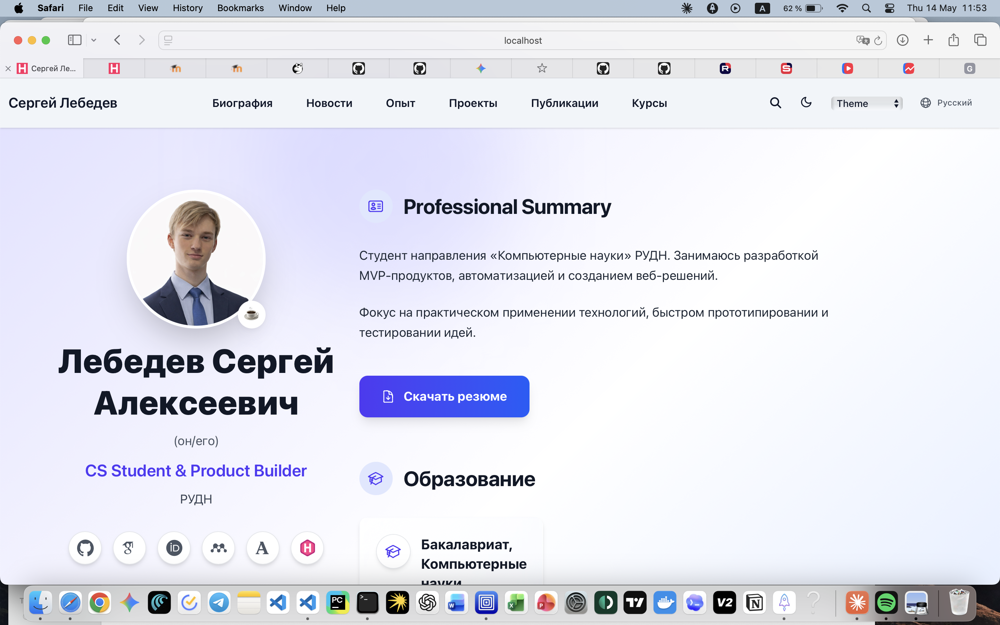 Safari File Edit View History Bookmarks Window Help A 62 % Thu 14 May 11:53
localhost
Сергей Ле...
Сергей Лебедев Биография Новости Опыт Проекты Публикации Курсы Theme Русский
Professional Summary
Студент направления «Компьютерные науки» РУДН. Занимаюсь разработкой
MVP-продуктов, автоматизацией и созданием веб-решений.
Фокус на практическом применении технологий, быстром прототипировании и
тестировании идей.
Скачать резюме
Лебедев Сергей
Алексеевич
(он/его)
CS Student & Product Builder
РУДН
Образование
Бакалавриат,
Компьютерные
науки